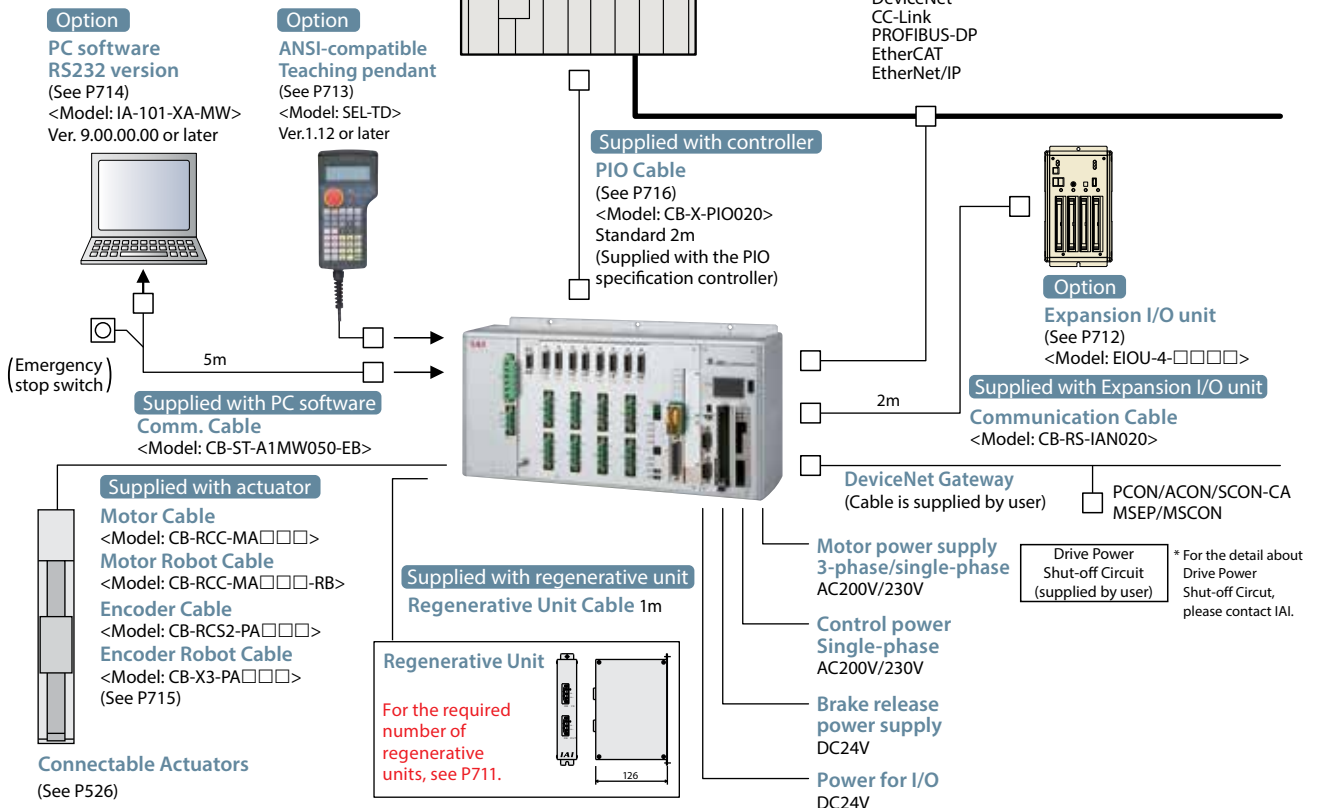 DeviceNet
CC-Link
PROFIBUS-DP
EtherCAT
EtherNet/IP
Option
PC software
RS232 version
(See P714)
<Model: IA-101-XA-MW>
Ver. 9.00.00.00 or later
Option
ANSI-compatible
Teaching pendant
(See P713)
<Model: SEL-TD>
Ver.1.12 or later
Supplied with controller
PIO Cable
(See P716)
<Model: CB-X-PIO020>
Standard 2m
(Supplied with the PIO
specification controller)
Option
Expansion I/O unit
(See P712)
<Model: EIOU-4-□□□□>
Supplied with Expansion I/O unit
Communication Cable
<Model: CB-RS-IAN020>
2m
(Emergency
stop switch)
5m
Supplied with PC software
Comm. Cable
<Model: CB-ST-A1MW050-EB>
IAI
DeviceNet Gateway
(Cable is supplied by user)
PCON/ACON/SCON-CA
MSEP/MSCON
Supplied with actuator
Motor Cable
<Model: CB-RCC-MA□□□>
Motor Robot Cable
<Model: CB-RCC-MA□□□-RB>
Encoder Cable
<Model: CB-RCS2-PA□□□>
Encoder Robot Cable
<Model: CB-X3-PA□□□>
(See P715)
Connectable Actuators
(See P526)
Supplied with regenerative unit
Regenerative Unit Cable 1m
Regenerative Unit
For the required
number of
regenerative
units, see P711.
IAI
126
Motor power supply
3-phase/single-phase
AC200V/230V
Drive Power
Shut-off Circuit
(supplied by user)
* For the detail about
Drive Power
Shut-off Circut,
please contact IAI.
Control power
Single-phase
AC200V/230V
Brake release
power supply
DC24V
Power for I/O
DC24V